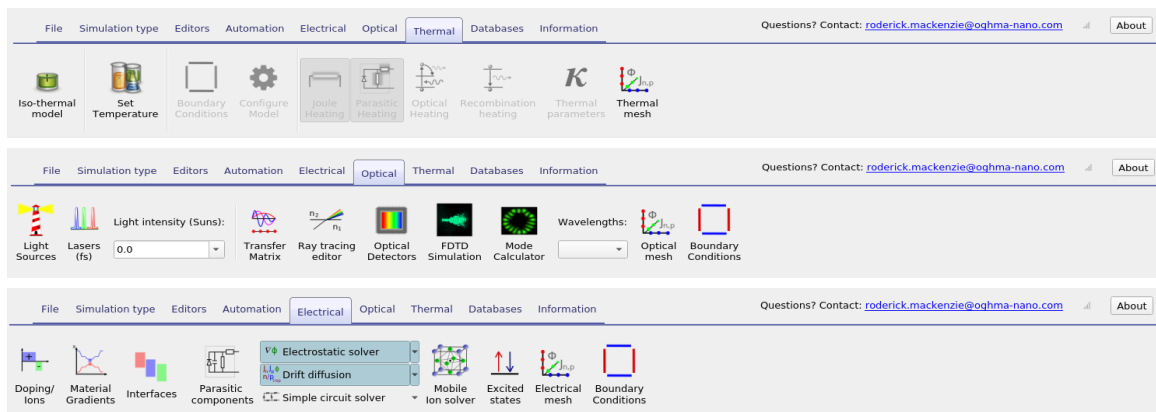 File Simulation type Editors Automation Electrical Optical Thermal Databases Information Questions? Contact: roderick.mackenzie@oghma-nano.com About
Iso-thermal model
Set Temperature
Boundary Conditions
Configure Model
Joule Heating
Parasitic Heating
Optical Heating
Recombination heating
K Thermal parameters
Φ Jn,p Thermal mesh
File Simulation type Editors Automation Electrical Optical Thermal Databases Information Questions? Contact: roderick.mackenzie@oghma-nano.com About
Light Sources
Lasers (fs)
Light intensity (Suns):
0.0
Transfer Matrix
n2 n1 Ray tracing editor
Optical Detectors
FDTD Simulation
Mode Calculator
Wavelengths:
Φ Jn,p Optical mesh
Boundary Conditions
File Simulation type Editors Automation Electrical Optical Thermal Databases Information Questions? Contact: roderick.mackenzie@oghma-nano.com About
Doping/ Ions
Material Gradients
Interfaces
Parasitic components
∇Φ Electrostatic solver
Drift diffusion
Simple circuit solver
Mobile Ion solver
Excited states
Φ Jn,p Electrical mesh
Boundary Conditions